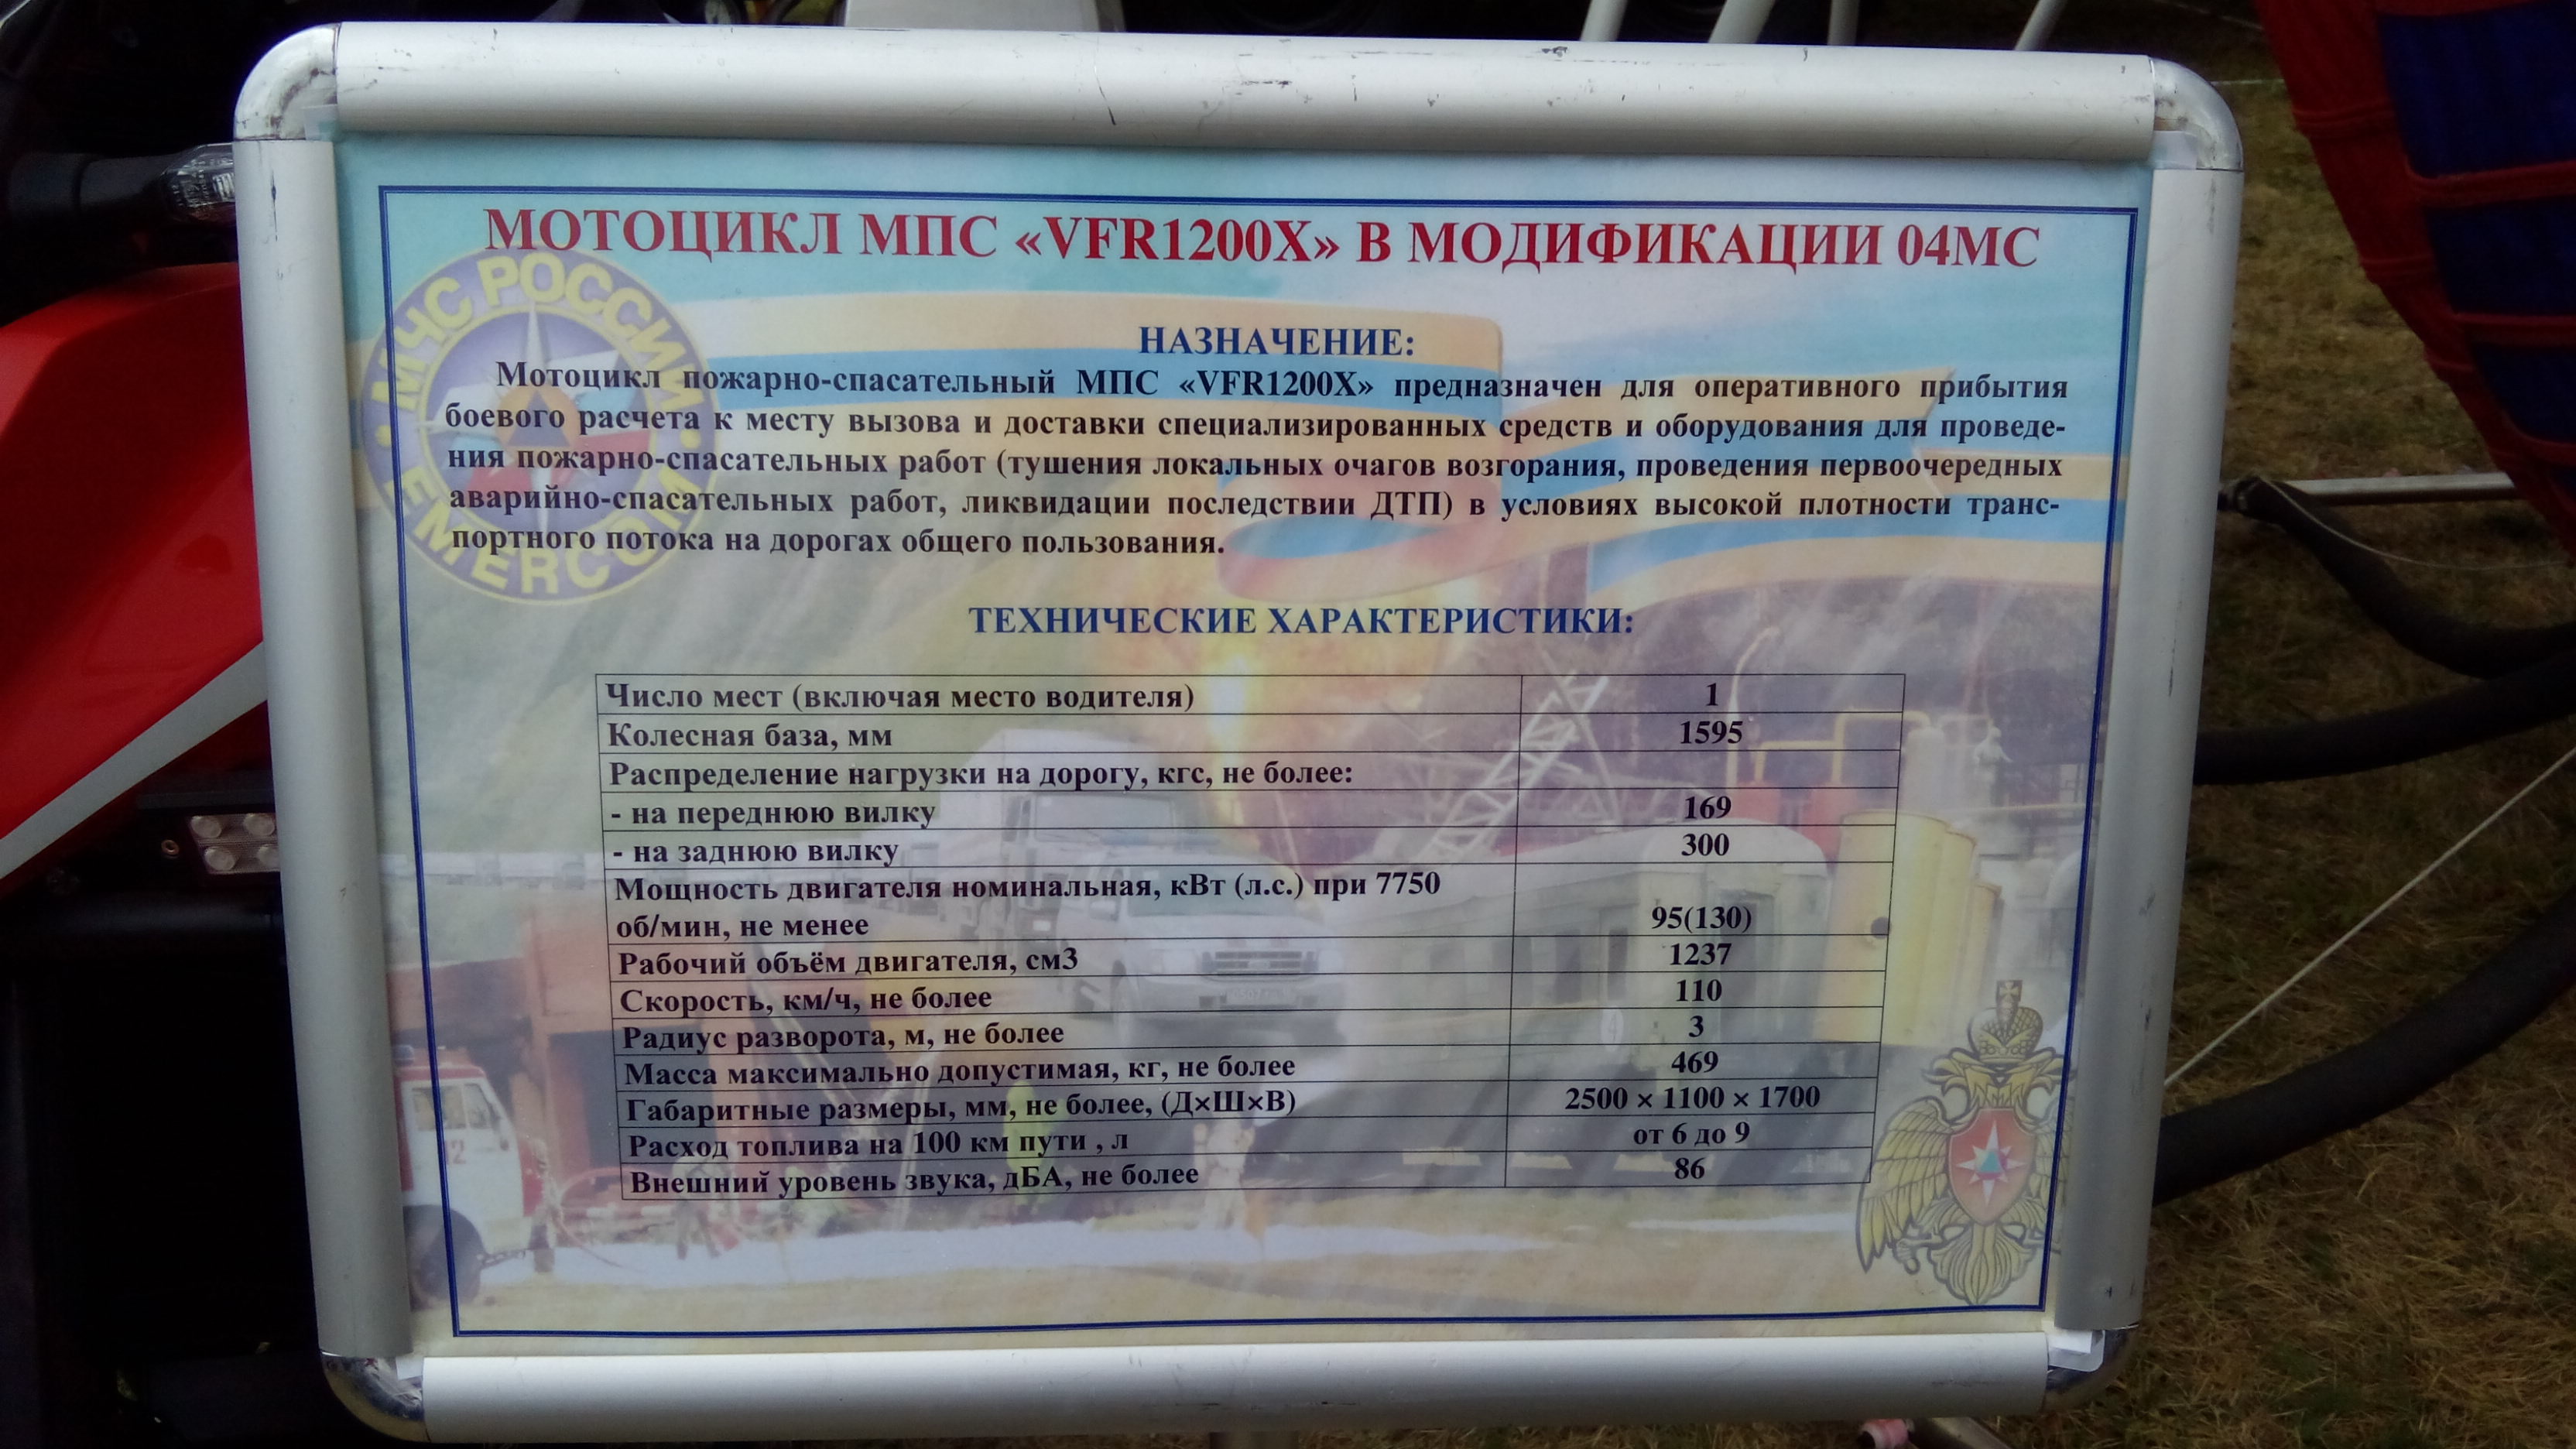 МОТОЦИКЛ МПС «VFR1200X» В МОДИФИКАЦИИ 04МС
МЧС РОССИИ
EMERCOM
НАЗНАЧЕНИЕ:
Мотоцикл пожарно-спасательный МПС «VFR1200X» предназначен для оперативного прибытия
боевого расчета к месту вызова и доставки специализированных средств и оборудования для проведе-
ния пожарно-спасательных работ (тушения локальных очагов возгорания, проведения первоочередных
аварийно-спасательных работ, ликвидации последствии ДТП) в условиях высокой плотности транс-
портного потока на дорогах общего пользования.
ТЕХНИЧЕСКИЕ ХАРАКТЕРИСТИКИ:
Число мест (включая место водителя) 1
Колесная база, мм 1595
Распределение нагрузки на дорогу, кгс, не более:
- на переднюю вилку 169
- на заднюю вилку 300
Мощность двигателя номинальная, кВт (л.с.) при 7750
об/мин, не менее 95(130)
Рабочий объём двигателя, см3 1237
Скорость, км/ч, не более 110
Радиус разворота, м, не более 3
Масса максимально допустимая, кг, не более 469
Габаритные размеры, мм, не более, (Д×Ш×В) 2500 × 1100 × 1700
Расход топлива на 100 км пути , л от 6 до 9
Внешний уровень звука, дБА, не более 86